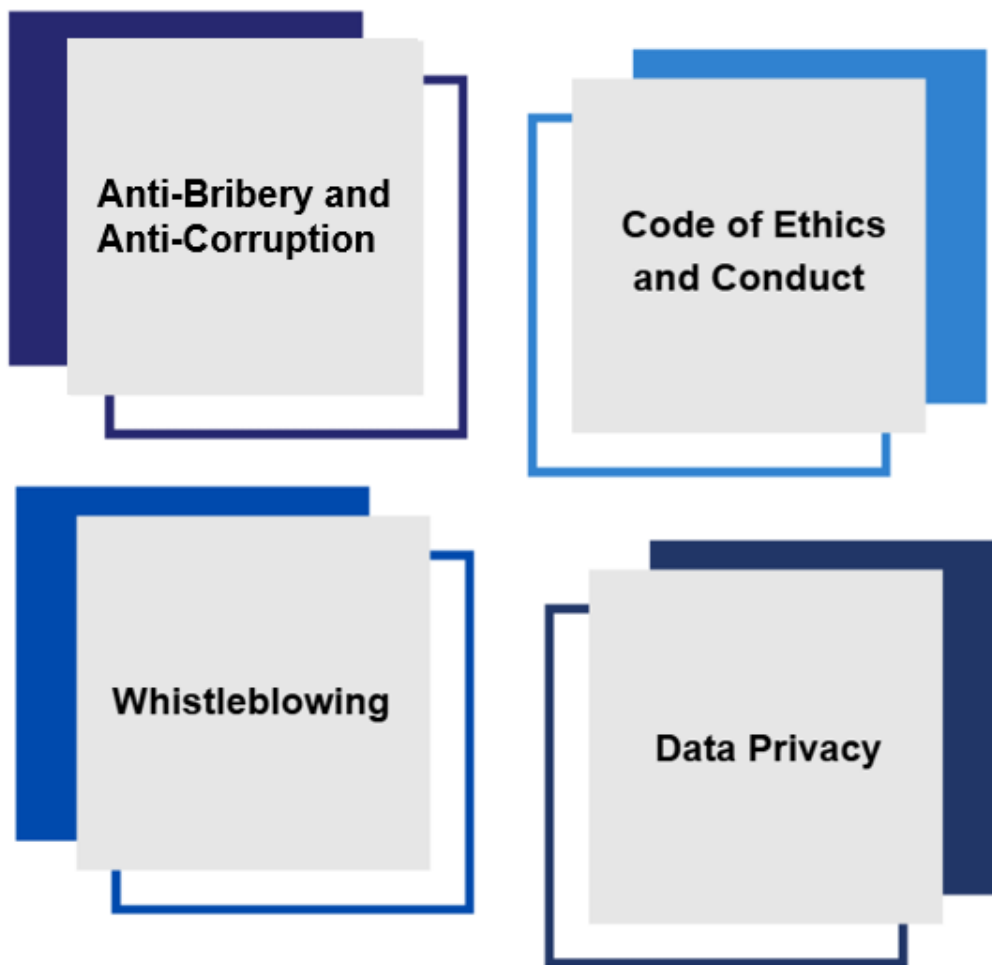 Anti-Bribery and
Anti-Corruption
Code of Ethics
and Conduct
Whistleblowing
Data Privacy